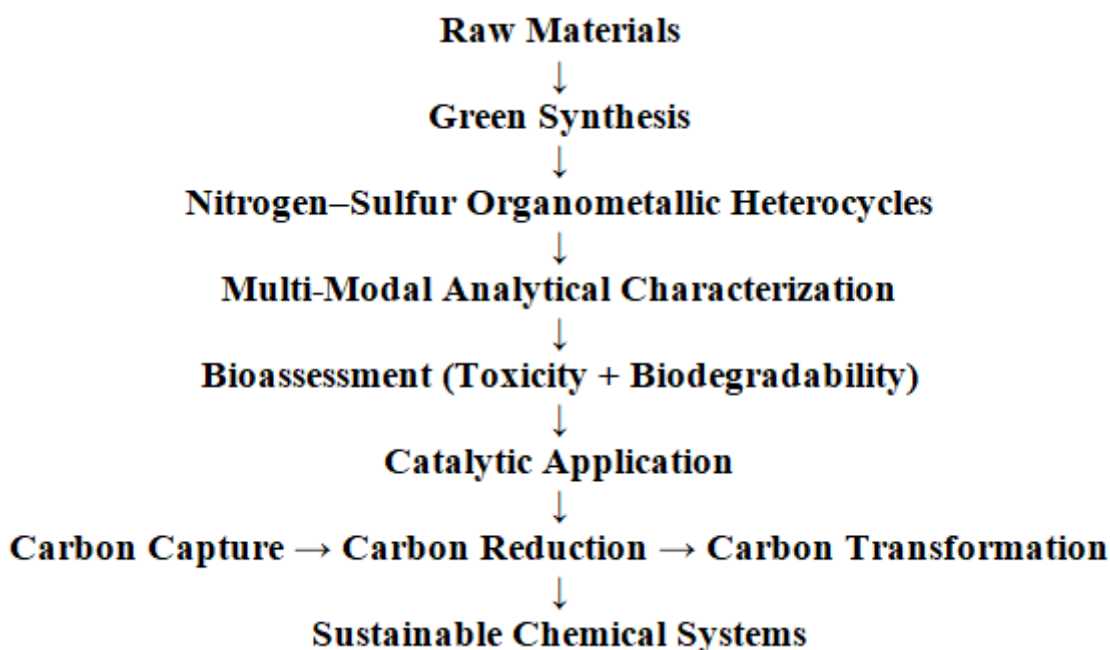 Raw Materials
↓
Green Synthesis
↓
Nitrogen–Sulfur Organometallic Heterocycles
↓
Multi-Modal Analytical Characterization
↓
Bioassessment (Toxicity + Biodegradability)
↓
Catalytic Application
↓
Carbon Capture → Carbon Reduction → Carbon Transformation
↓
Sustainable Chemical Systems